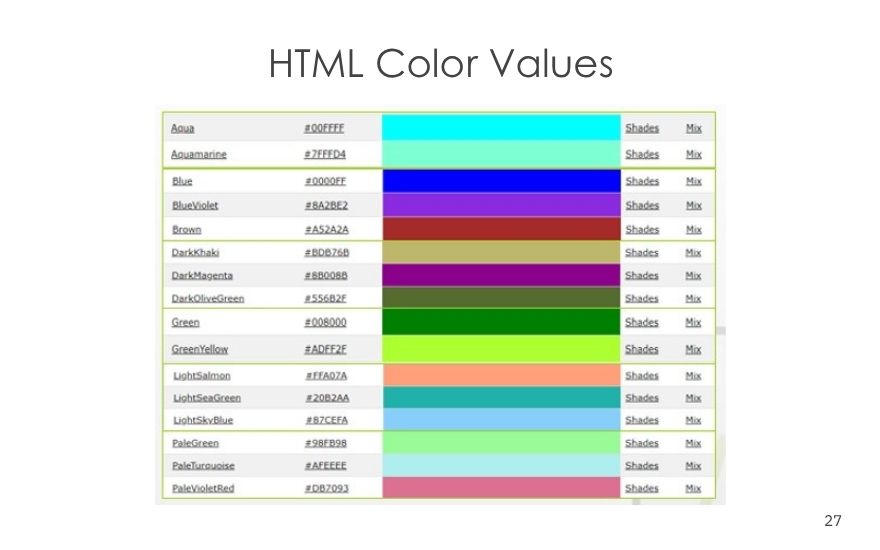 HTML Color Values
Aqua #00FFFF Shades Mix
Aquamarine #7FFFD4 Shades Mix
Blue #0000FF Shades Mix
BlueViolet #8A2BE2 Shades Mix
Brown #A52A2A Shades Mix
DarkKhaki #BDB76B Shades Mix
DarkMagenta #8B008B Shades Mix
DarkOliveGreen #556B2F Shades Mix
Green #008000 Shades Mix
GreenYellow #ADFF2F Shades Mix
LightSalmon #FFA07A Shades Mix
LightSeaGreen #20B2AA Shades Mix
LightSkyBlue #87CEFA Shades Mix
PaleGreen #98FB98 Shades Mix
PaleTurquoise #AFEEEE Shades Mix
PaleVioletRed #DB7093 Shades Mix
27